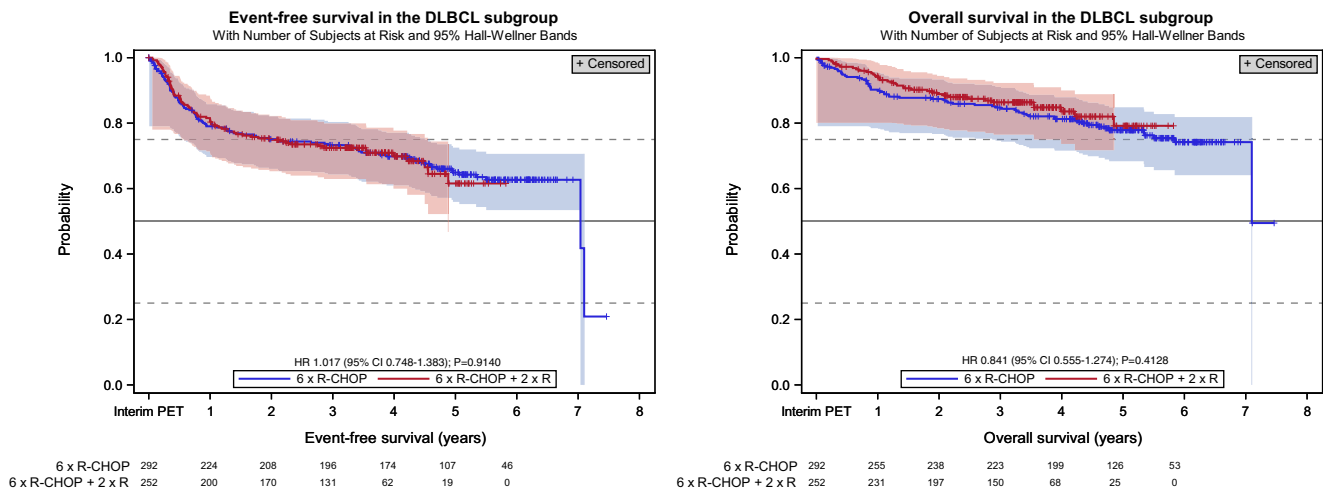 Event-free survival in the DLBCL subgroup
With Number of Subjects at Risk and 95% Hall-Wellner Bands
+ Censored
Probability
1.0
0.8
0.6
0.4
0.2
0.0
HR 1.017 (95% CI 0.748-1.383); P=0.9140
6 x R-CHOP 6 x R-CHOP + 2 x R
Interim PET 1 2 3 4 5 6 7 8
Event-free survival (years)
6 x R-CHOP 292 224 208 196 174 107 46
6 x R-CHOP + 2 x R 252 200 170 131 62 19 0
Overall survival in the DLBCL subgroup
With Number of Subjects at Risk and 95% Hall-Wellner Bands
+ Censored
Probability
1.0
0.8
0.6
0.4
0.2
0.0
HR 0.841 (95% CI 0.555-1.274); P=0.4128
6 x R-CHOP 6 x R-CHOP + 2 x R
Interim PET 1 2 3 4 5 6 7 8
Overall survival (years)
6 x R-CHOP 292 255 238 223 199 126 53
6 x R-CHOP + 2 x R 252 231 197 150 68 25 0